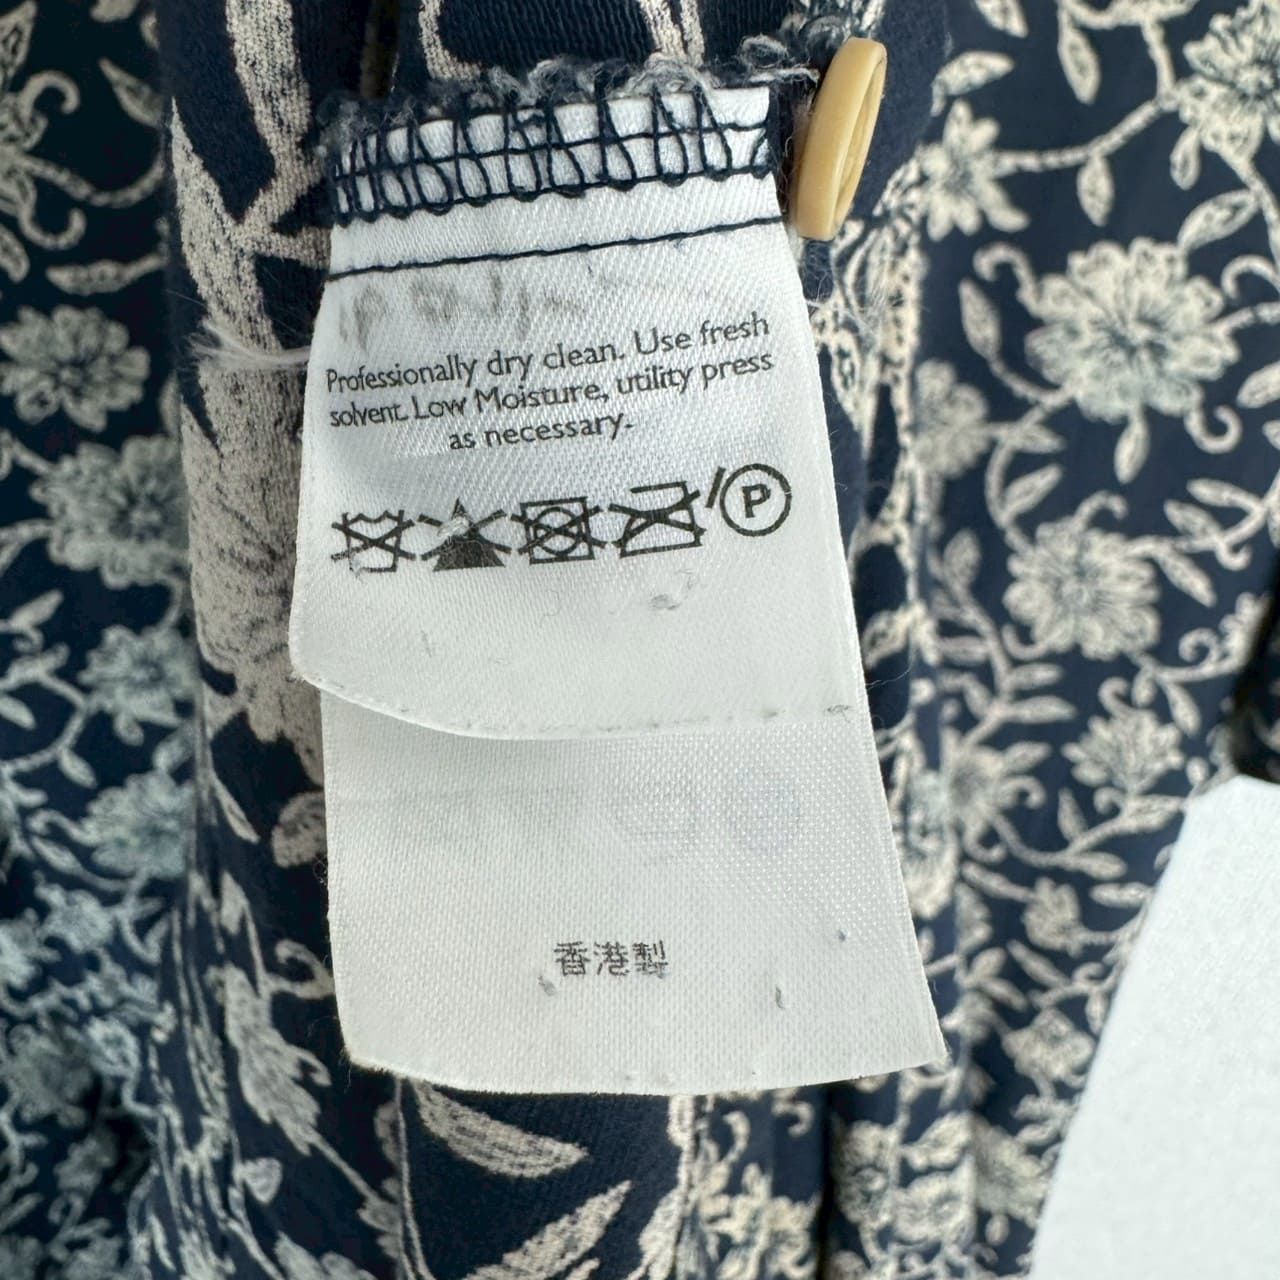 Professionally dry clean. Use fresh
solvent. Low Moisture, utility press
as necessary.
P
香港製